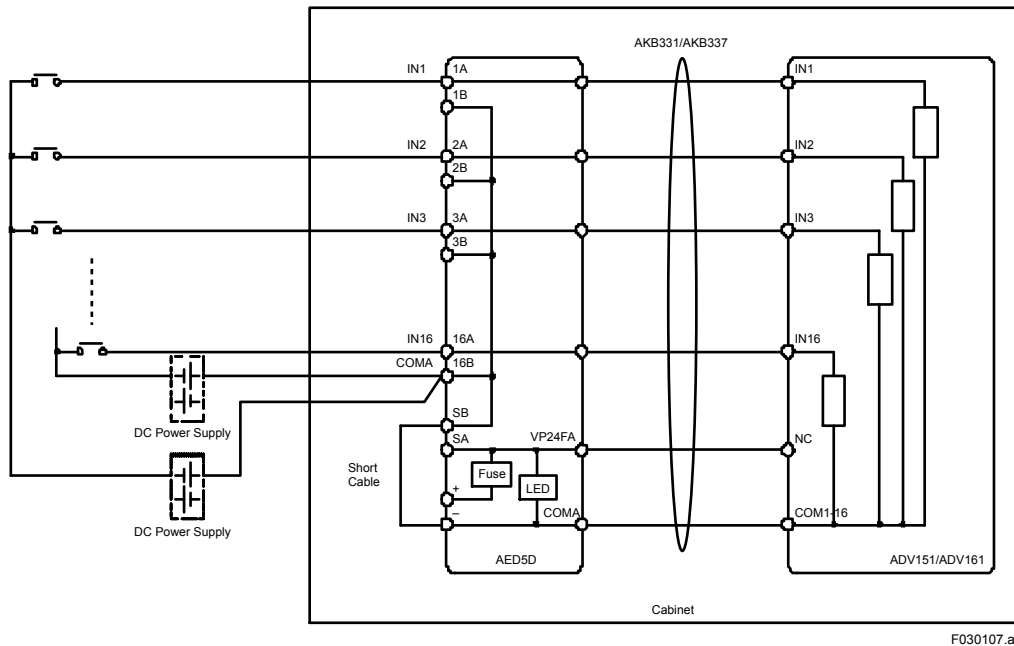 AKB331/AKB337
IN1
1A
IN1
1B
IN2
2A
IN2
2B
IN3
3A
IN3
3B
IN16
16A
IN16
COMA
16B
DC Power Supply
SB
SA
VP24FA
NC
Short
Cable
Fuse
LED
+
–
COMA
COM1-16
DC Power Supply
AED5D
ADV151/ADV161
Cabinet
F030107.a